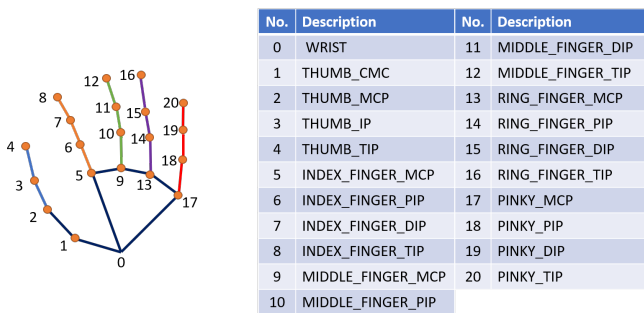 No. Description No. Description
0 WRIST 11 MIDDLE_FINGER_DIP
1 THUMB_CMC 12 MIDDLE_FINGER_TIP
2 THUMB_MCP 13 RING_FINGER_MCP
3 THUMB_IP 14 RING_FINGER_PIP
4 THUMB_TIP 15 RING_FINGER_DIP
5 INDEX_FINGER_MCP 16 RING_FINGER_TIP
6 INDEX_FINGER_PIP 17 PINKY_MCP
7 INDEX_FINGER_DIP 18 PINKY_PIP
8 INDEX_FINGER_TIP 19 PINKY_DIP
9 MIDDLE_FINGER_MCP 20 PINKY_TIP
10 MIDDLE_FINGER_PIP
16
12
8
20
11
15
7
19
10
14
4
6
18
5
9
13
3
17
2
1
0